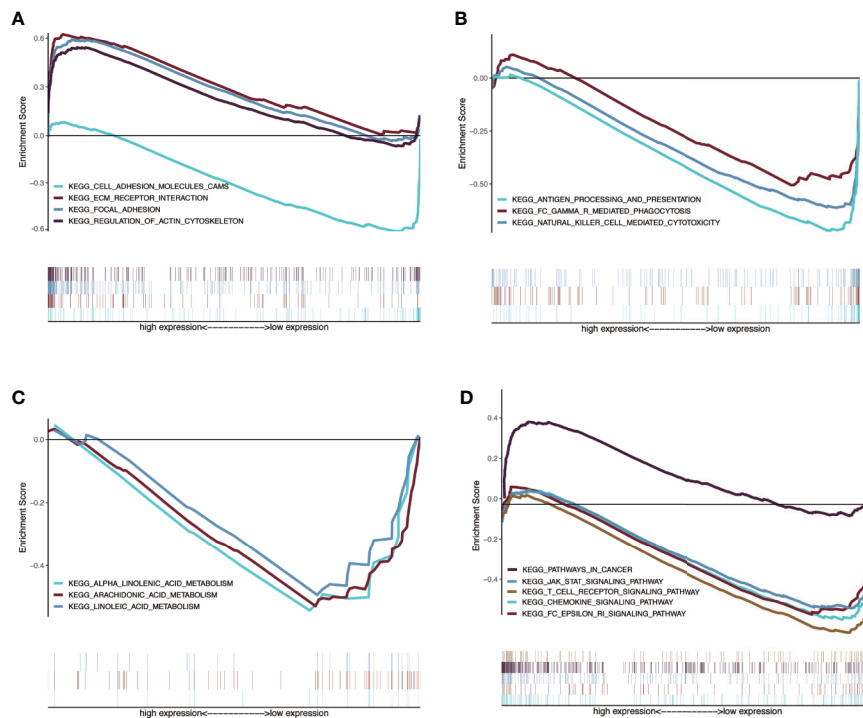 A
Enrichment Score
0.6
0.3
0.0
−0.3
−0.6
KEGG_CELL_ADHESION_MOLECULES_CAMS
KEGG_ECM_RECEPTOR_INTERACTION
KEGG_FOCAL_ADHESION
KEGG_REGULATION_OF_ACTIN_CYTOSKELETON
high expression<----------->low expression
B
Enrichment Score
0.00
−0.25
−0.50
KEGG_ANTIGEN_PROCESSING_AND_PRESENTATION
KEGG_FC_GAMMA_R_MEDIATED_PHAGOCYTOSIS
KEGG_NATURAL_KILLER_CELL_MEDIATED_CYTOTOXICITY
high expression<----------->low expression
C
Enrichment Score
0.0
−0.2
−0.4
KEGG_ALPHA_LINOLENIC_ACID_METABOLISM
KEGG_ARACHIDONIC_ACID_METABOLISM
KEGG_LINOLEIC_ACID_METABOLISM
high expression<----------->low expression
D
Enrichment Score
0.4
0.2
−0.0
−0.2
−0.4
KEGG_PATHWAYS_IN_CANCER
KEGG_JAK_STAT_SIGNALING_PATHWAY
KEGG_T_CELL_RECEPTOR_SIGNALING_PATHWAY
KEGG_CHEMOKINE_SIGNALING_PATHWAY
KEGG_FC_EPSILON_RI_SIGNALING_PATHWAY
high expression<----------->low expression